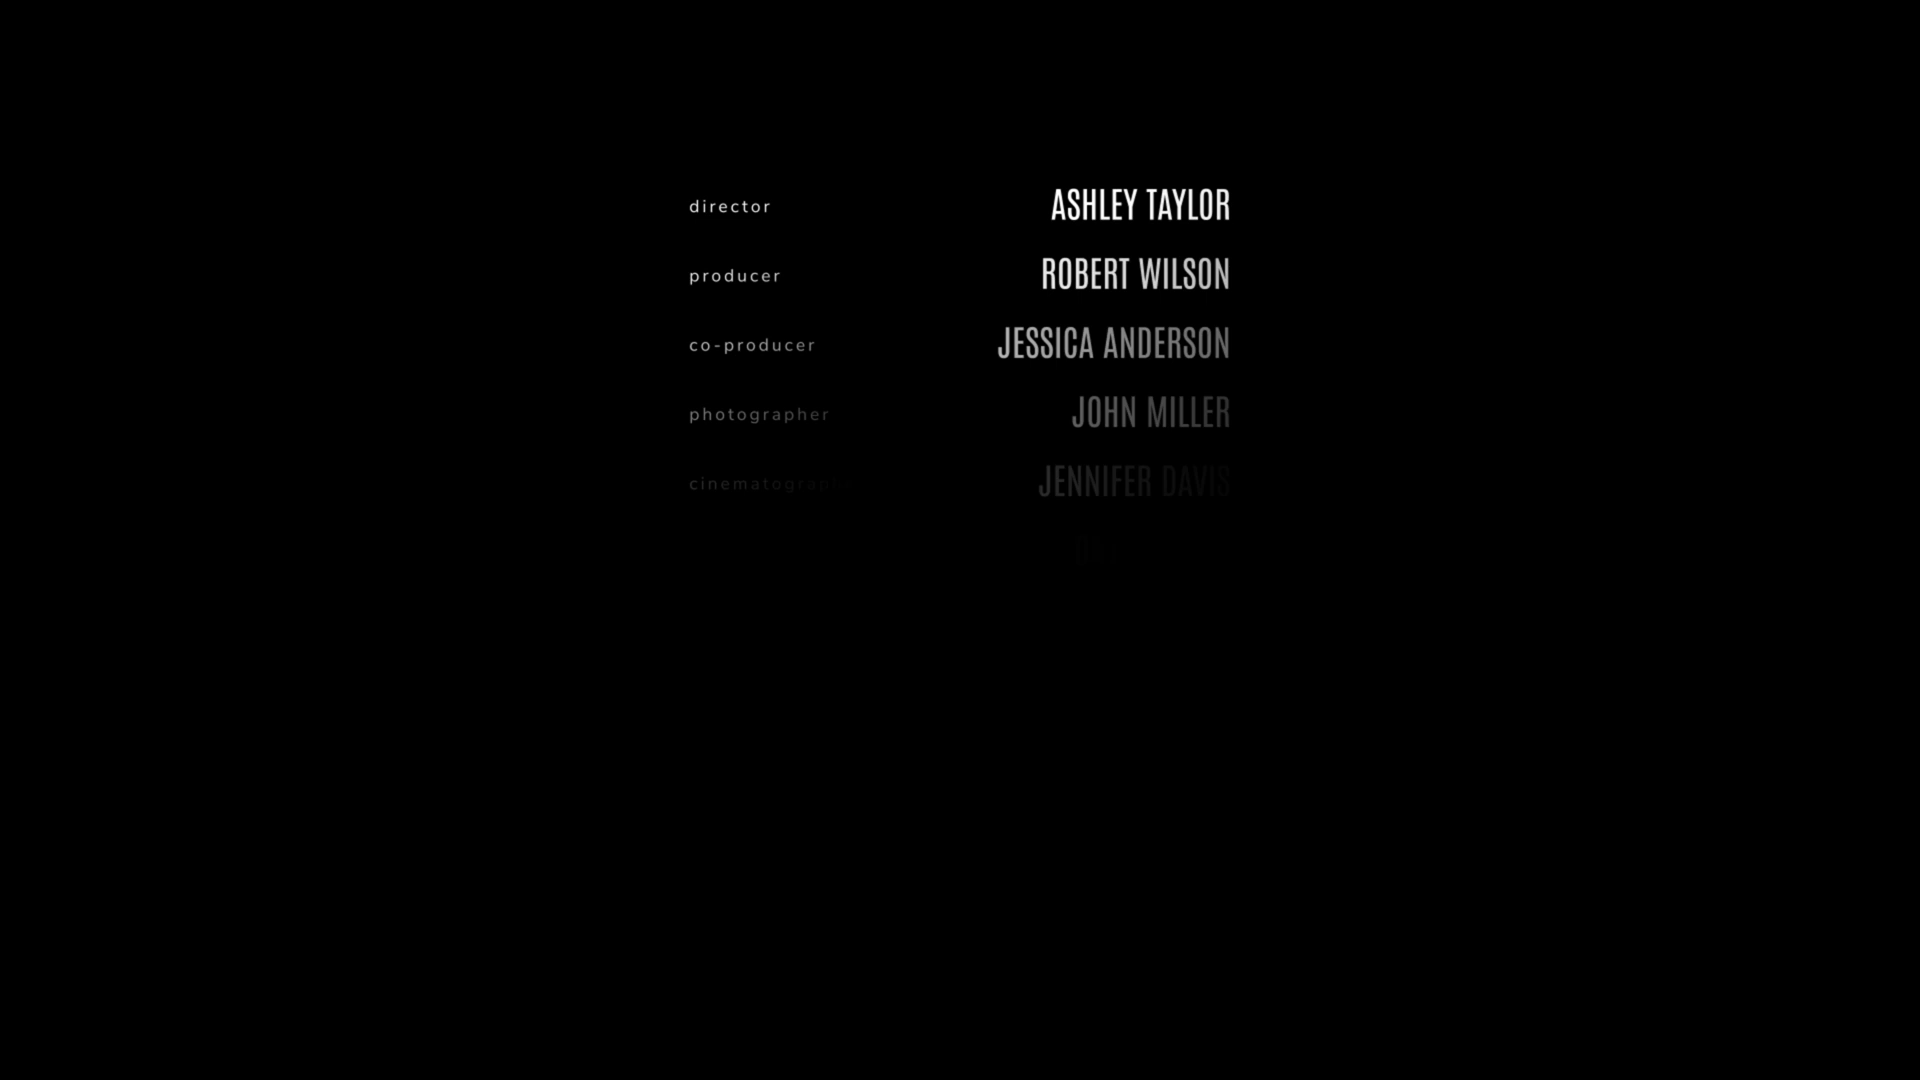 director ASHLEY TAYLOR
producer ROBERT WILSON
co-producer JESSICA ANDERSON
photographer JOHN MILLER
JENNIFER DAVIS